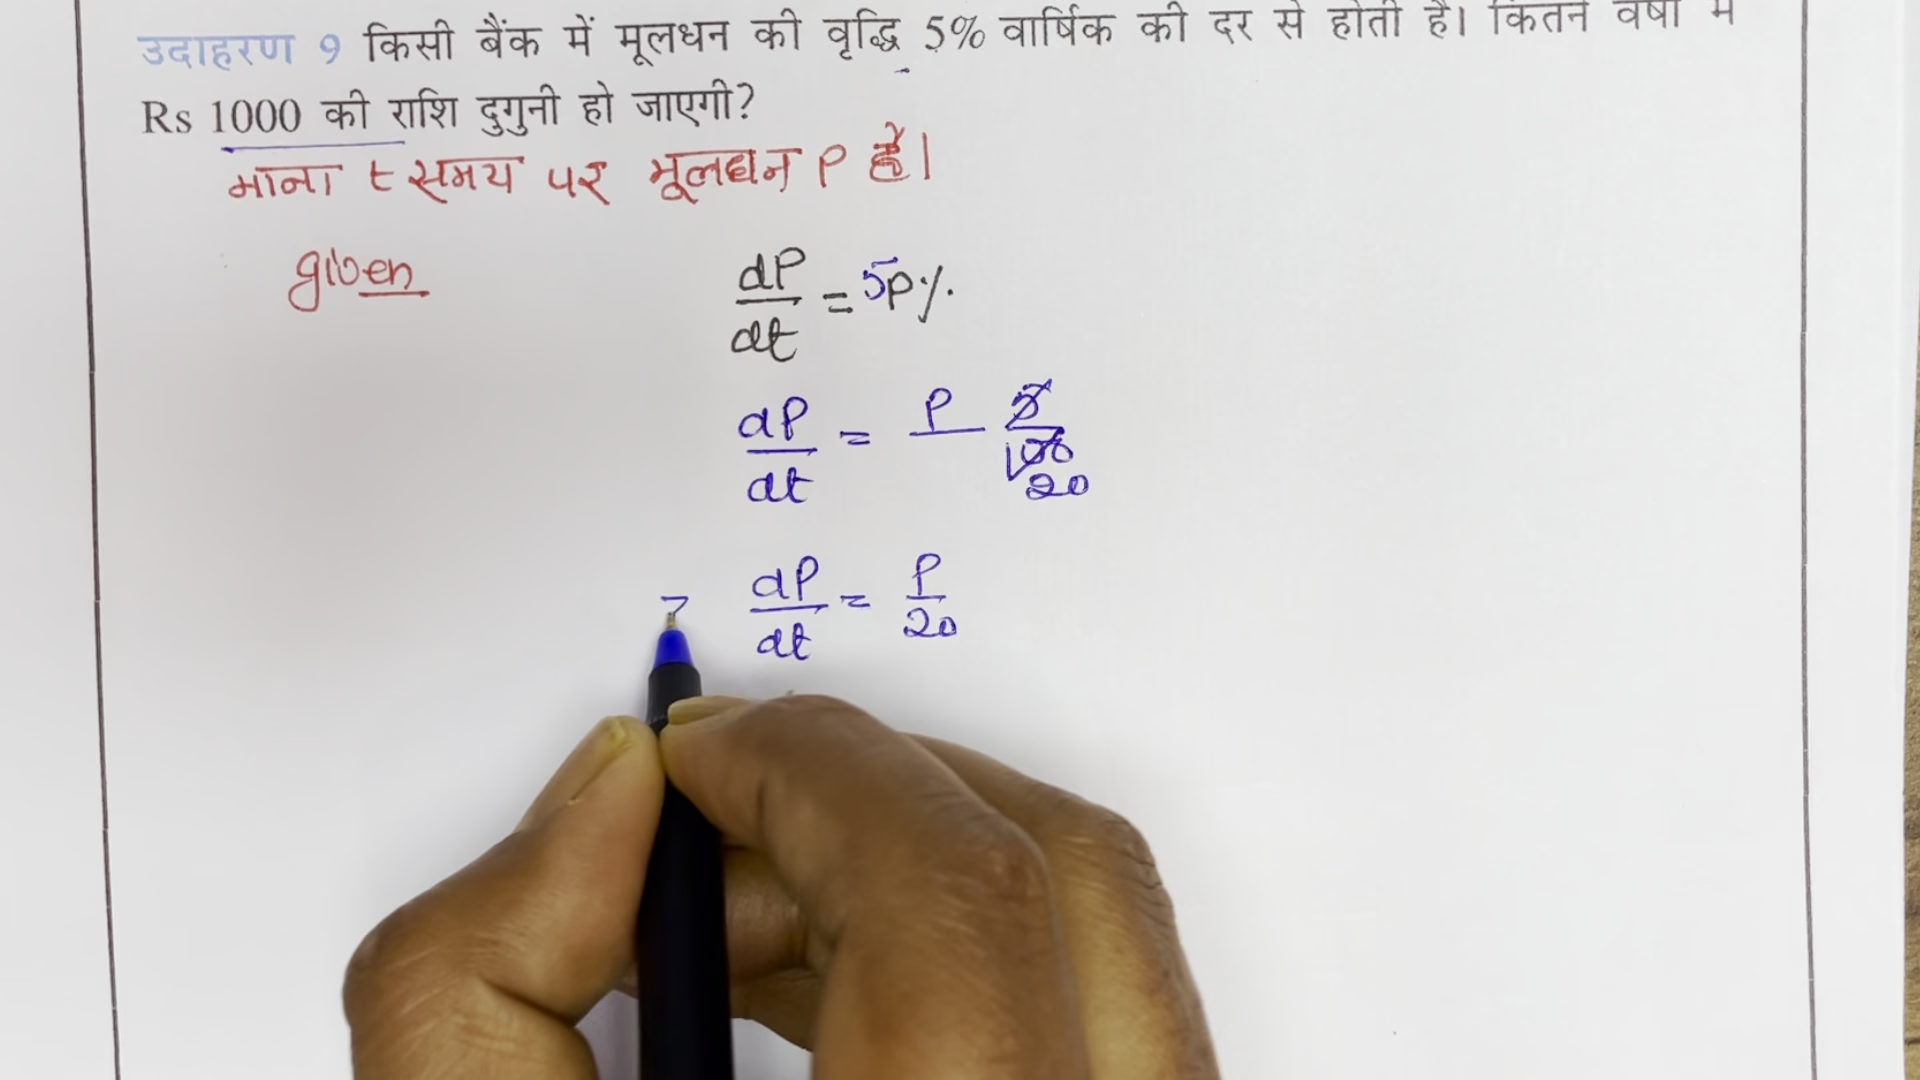 उदाहरण 9 किसी बैंक में मूलधन की वृद्धि 5% वार्षिक की दर से होती है। कितने वर्षों में
Rs 1000 की राशि दुगुनी हो जाएगी?
माना t समय पर मूलधन P है।
given dP/dt = 5P%
dP/dt = P 5/100 20
dP/dt = P/20